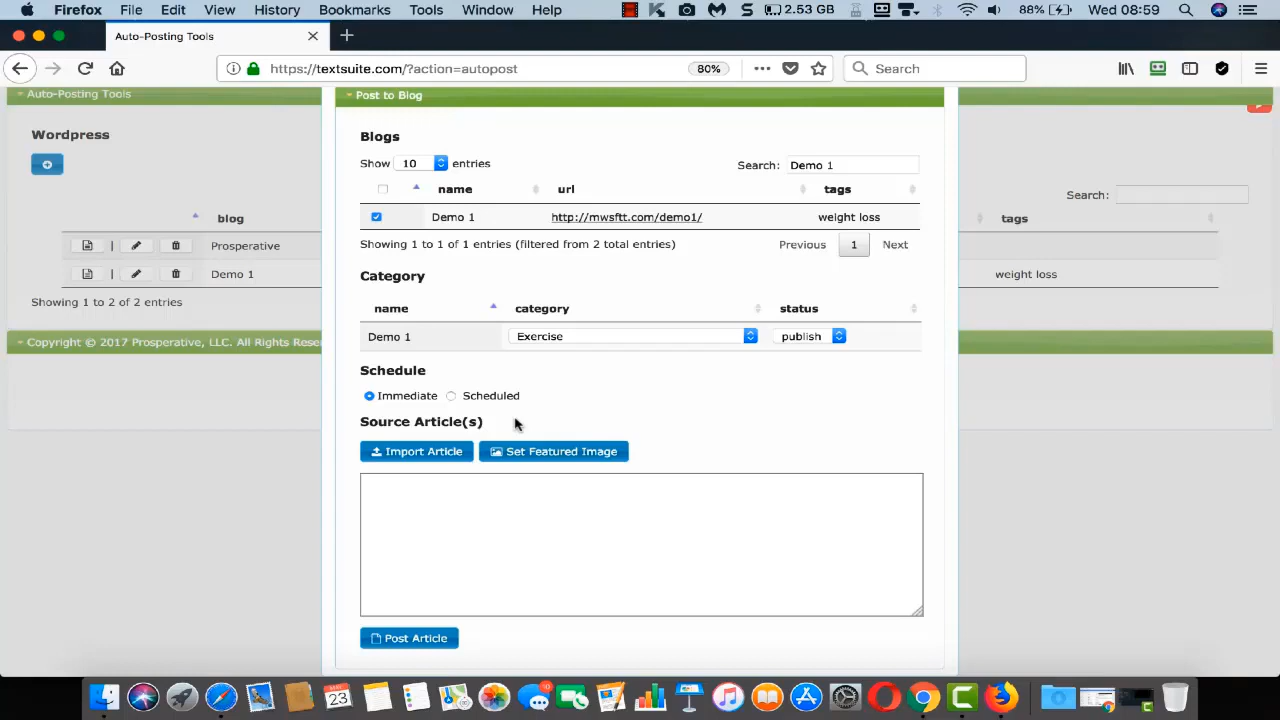 Firefox File Edit View History Bookmarks Tools Window Help 2.53 GB 88% Wed 08:59
Auto-Posting Tools
https://textsuite.com/?action=autopost 80% Search
Auto-Posting Tools
Post to Blog
Wordpress
Blogs
Show 10 entries
Search: Demo 1
name url tags
Demo 1 http://mwsftt.com/demo1/ weight loss
Showing 1 to 1 of 1 entries (filtered from 2 total entries) Previous 1 Next
Search:
blog tags
Prosperative
Demo 1 weight loss
Showing 1 to 2 of 2 entries
Copyright © 2017 Prosperative, LLC. All Rights Rese
Category
name category status
Demo 1 Exercise publish
Schedule
Immediate Scheduled
Source Article(s)
Import Article Set Featured Image
Post Article